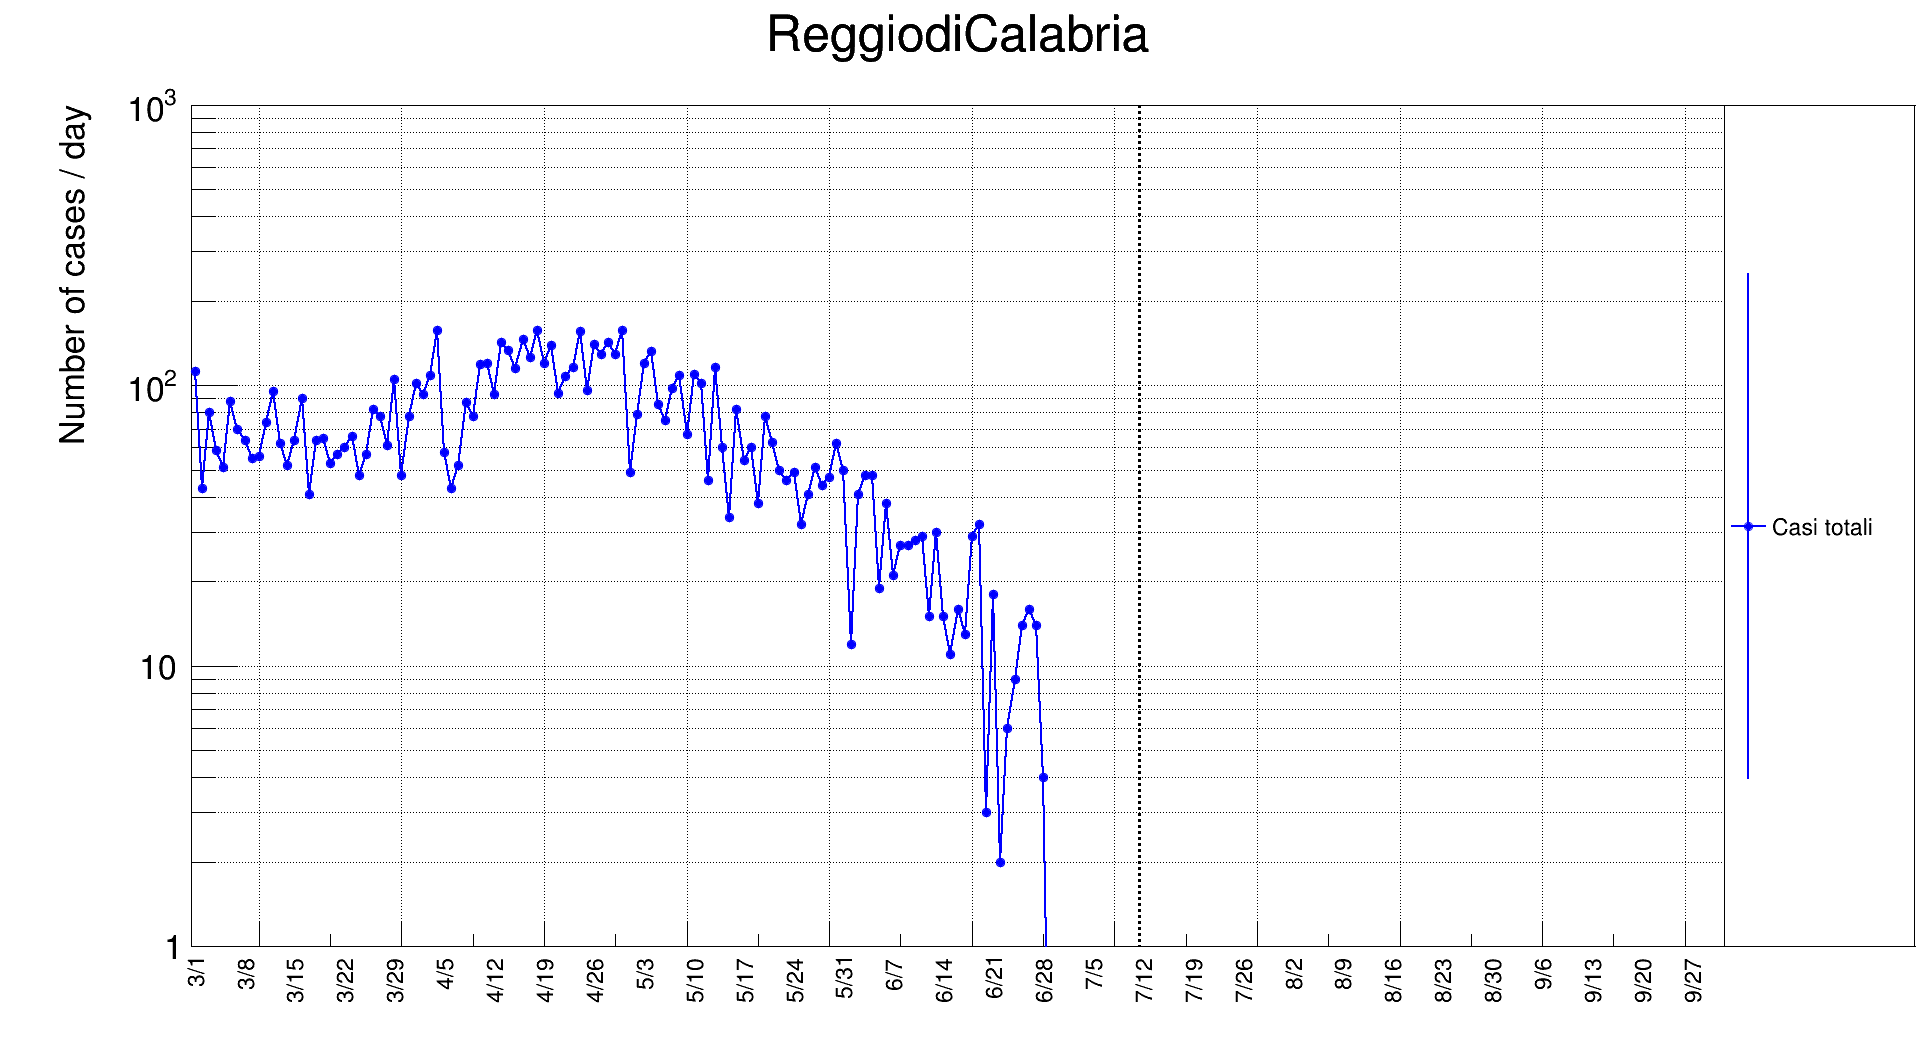 ReggiodiCalabria
Number of cases / day
10³
10²
10
1
3/1 3/8 3/15 3/22 3/29 4/5 4/12 4/19 4/26 5/3 5/10 5/17 5/24 5/31 6/7 6/14 6/21 6/28 7/5 7/12 7/19 7/26 8/2 8/9 8/16 8/23 8/30 9/6 9/13 9/20 9/27
Casi totali